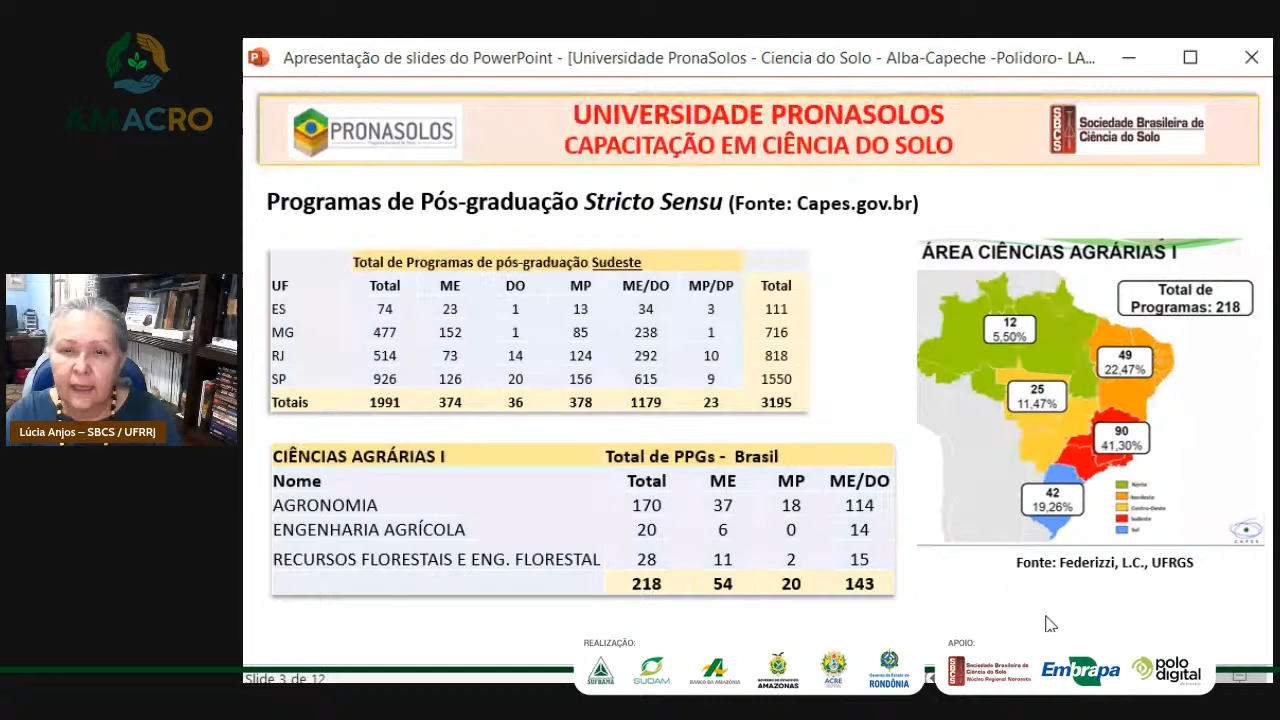 AMACRO
Apresentação de slides do PowerPoint - [Universidade PronaSolos - Ciencia do Solo - Alba-Capeche -Polidoro- LA...
PRONASOLOS
UNIVERSIDADE PRONASOLOS
CAPACITAÇÃO EM CIÊNCIA DO SOLO
SBCS
Sociedade Brasileira de
Ciência do Solo
Programas de Pós-graduação Stricto Sensu (Fonte: Capes.gov.br)
Total de Programas de pós-graduação Sudeste
UF Total ME DO MP ME/DO MP/DP Total
ES 74 23 1 13 34 3 111
MG 477 152 1 85 238 1 716
RJ 514 73 14 124 292 10 818
SP 926 126 20 156 615 9 1550
Totais 1991 374 36 378 1179 23 3195
CIÊNCIAS AGRÁRIAS I Total de PPGs - Brasil
Nome Total ME MP ME/DO
AGRONOMIA 170 37 18 114
ENGENHARIA AGRÍCOLA 20 6 0 14
RECURSOS FLORESTAIS E ENG. FLORESTAL 28 11 2 15
218 54 20 143
ÁREA CIÊNCIAS AGRÁRIAS I
Total de
Programas: 218
12
5,50%
49
22,47%
25
11,47%
90
41,30%
42
19,26%
Norte
Nordeste
Centro-Oeste
Sudeste
Sul
CAPES
Fonte: Federizzi, L.C., UFRGS
Lúcia Anjos – SBCS / UFRRJ
REALIZAÇÃO:
SUFRAMA
SUDAM
BANCO DA AMAZÔNIA
GOVERNO DO ESTADO DO
AMAZONAS
ACRE
Governo do Estado de
RONDÔNIA
APOIO:
SBCS
Sociedade Brasileira de
Ciência do Solo
Núcleo Regional Noroeste
Embrapa
polo
digital
Slide 3 de 12